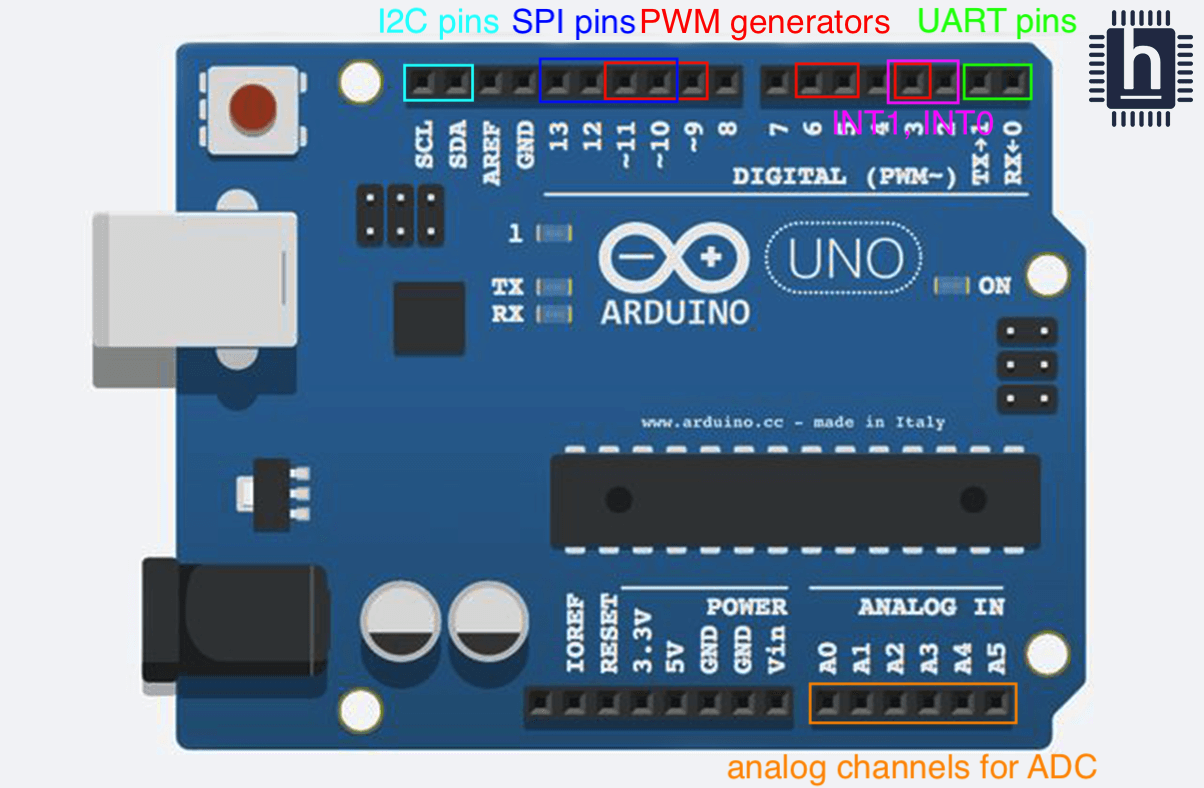 I2C pins SPI pins PWM generators UART pins
h
INT1, INT0
SCL SDA AREF GND 13 12 ~11 ~10 ~9 8 7 6 5 4 3 2 TX→1 RX←0
DIGITAL (PWM~)
1
TX
RX
ARDUINO
UNO
ON
www.arduino.cc - made in Italy
POWER
ANALOG IN
IOREF RESET 3.3V 5V GND GND Vin A0 A1 A2 A3 A4 A5
analog channels for ADC